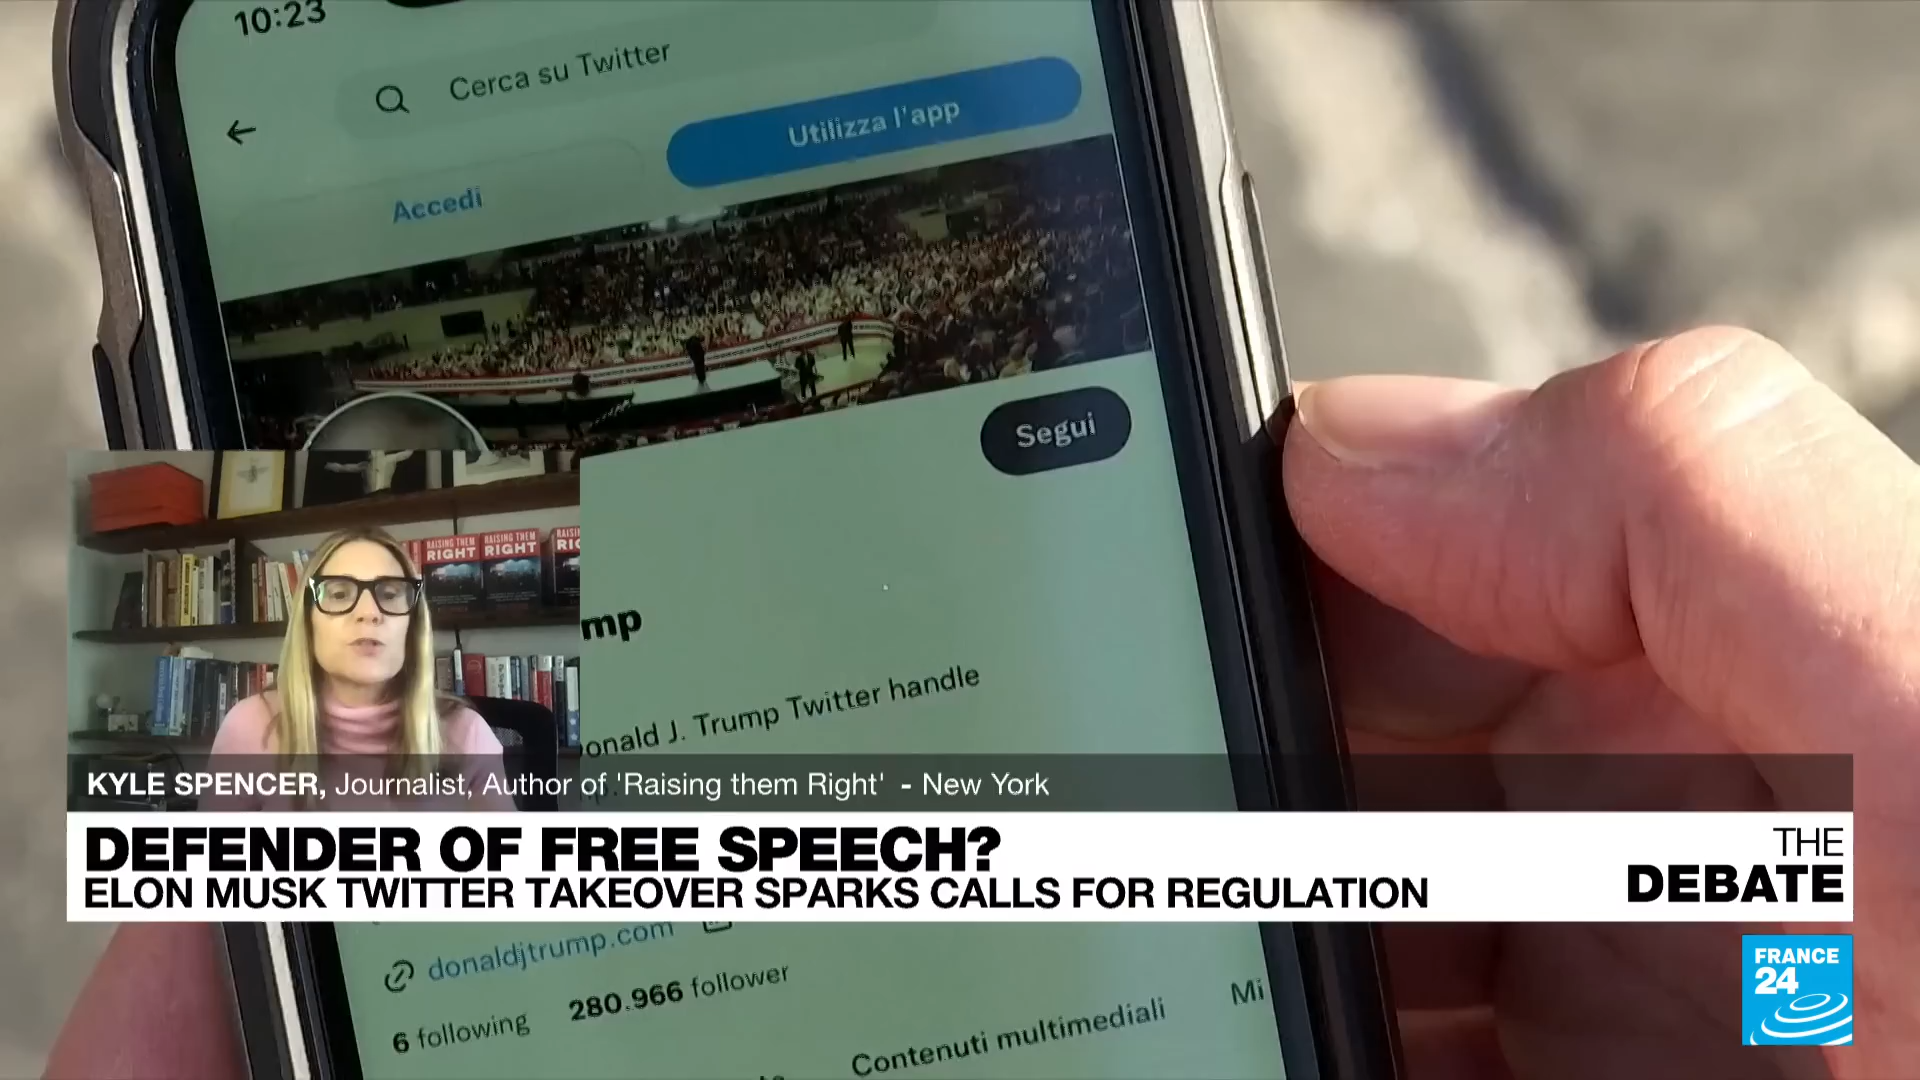 10:23
Cerca su Twitter
Utilizza l'app
Accedi
Segui
RAISING THEM RIGHT
RAISING THEM RIGHT
mp
onald J. Trump Twitter handle
KYLE SPENCER, Journalist, Author of 'Raising them Right' - New York
DEFENDER OF FREE SPEECH?
ELON MUSK TWITTER TAKEOVER SPARKS CALLS FOR REGULATION
THE
DEBATE
donaldjtrump.com
6 following 280.966 follower
Contenuti multimediali Mi
FRANCE
24